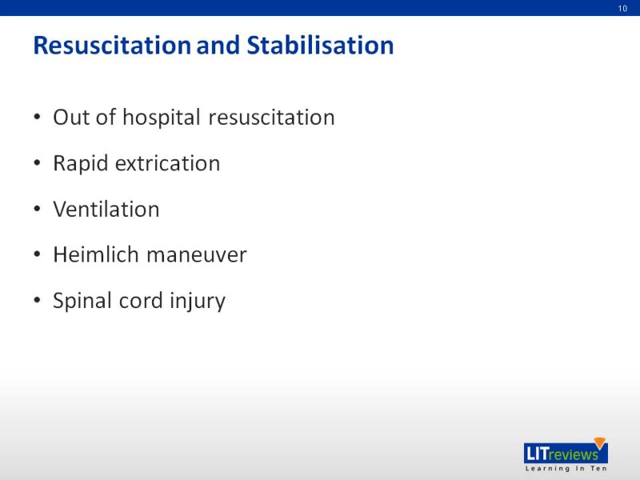 10
Resuscitation and Stabilisation
• Out of hospital resuscitation
• Rapid extrication
• Ventilation
• Heimlich maneuver
• Spinal cord injury
LITreviews
Learning In Ten